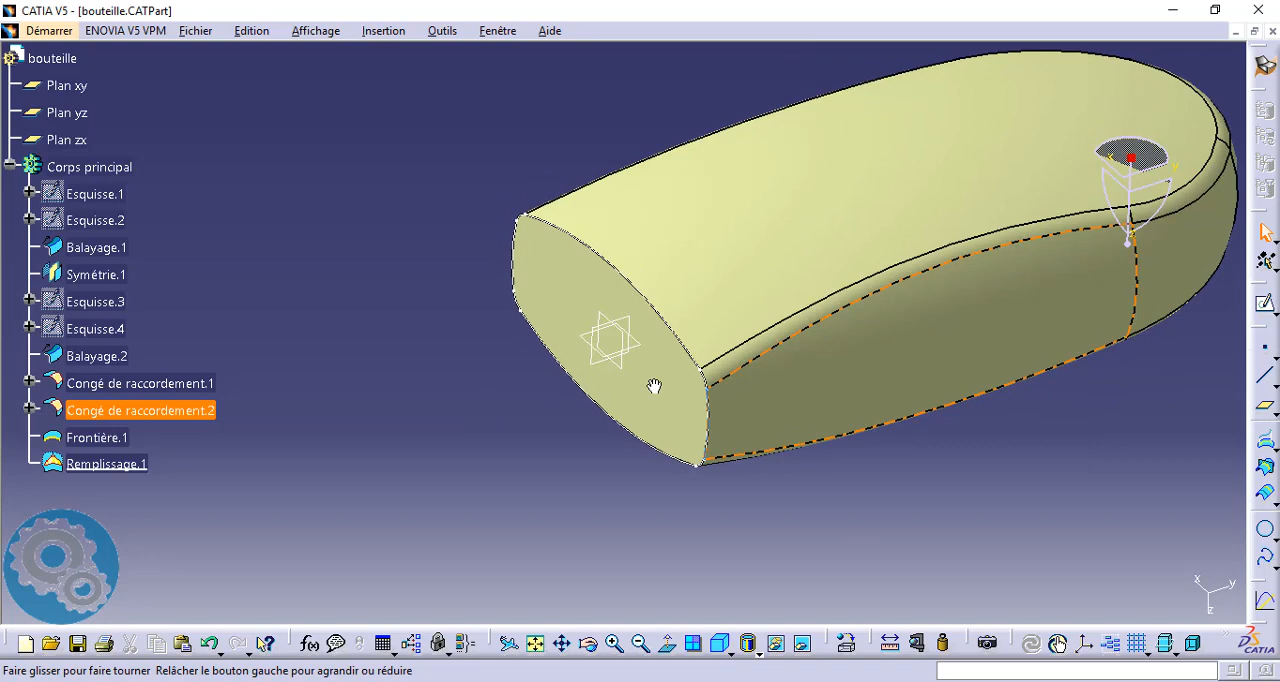 CATIA V5 - [bouteille.CATPart]
Démarrer ENOVIA V5 VPM Fichier Edition Affichage Insertion Outils Fenêtre Aide
bouteille
Plan xy
Plan yz
Plan zx
Corps principal
Esquisse.1
Esquisse.2
Balayage.1
Symétrie.1
Esquisse.3
Esquisse.4
Balayage.2
Congé de raccordement.1
Congé de raccordement.2
Frontière.1
Remplissage.1
x
y
z
x
y
z
f(x)
CATIA
Faire glisser pour faire tourner Relâcher le bouton gauche pour agrandir ou réduire